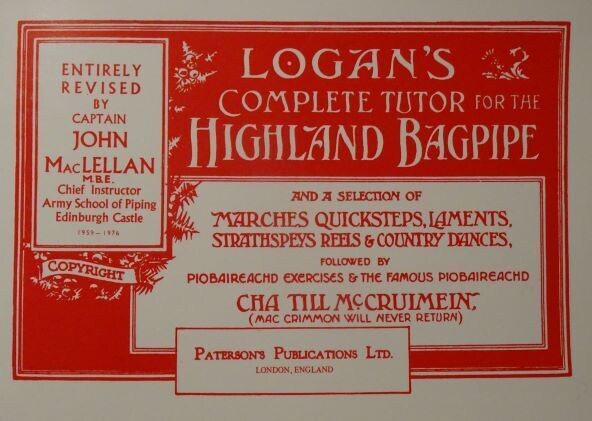 ENTIRELY
REVISED
BY
CAPTAIN
JOHN
MACLELLAN
M.B.E.
Chief Instructor
Army School of Piping
Edinburgh Castle
1959–1976
COPYRIGHT
LOGAN'S
COMPLETE TUTOR FOR THE
HIGHLAND BAGPIPE
AND A SELECTION OF
MARCHES QUICKSTEPS, LAMENTS,
STRATHSPEYS REELS & COUNTRY DANCES,
FOLLOWED BY
PIOBAIREACHD EXERCISES & THE FAMOUS PIOBAIREACHD
CHA TILL McCRUIMEIN,
(MAC CRIMMON WILL NEVER RETURN)
PATERSON'S PUBLICATIONS LTD.
LONDON, ENGLAND